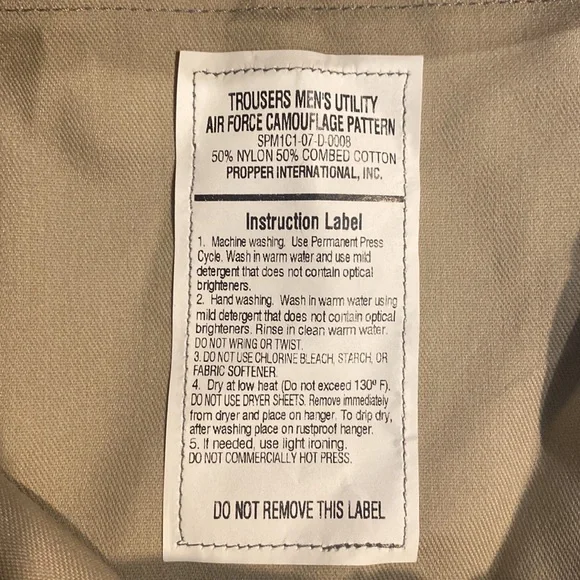 TROUSERS MEN'S UTILITY
AIR FORCE CAMOUFLAGE PATTERN
SPM1C1-07-D-0008
50% NYLON 50% COMBED COTTON
PROPPER INTERNATIONAL, INC.
Instruction Label
1. Machine washing. Use Permanent Press
Cycle. Wash in warm water and use mild
detergent that does not contain optical
brighteners.
2. Hand washing. Wash in warm water using
mild detergent that does not contain optical
brighteners. Rinse in clean warm water.
DO NOT WRING OR TWIST.
3. DO NOT USE CHLORINE BLEACH, STARCH, OR
FABRIC SOFTENER.
4. Dry at low heat (Do not exceed 130º F).
DO NOT USE DRYER SHEETS. Remove immediately
from dryer and place on hanger. To drip dry,
after washing place on rustproof hanger.
5. If needed, use light ironing.
DO NOT COMMERCIALLY HOT PRESS.
DO NOT REMOVE THIS LABEL